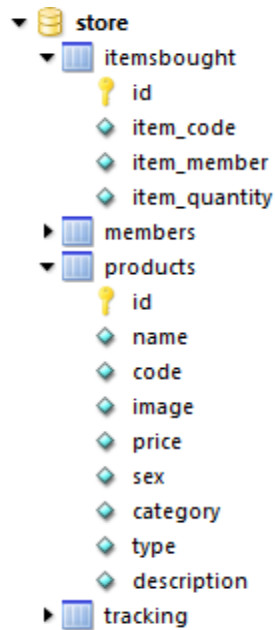 store
itemsbought
id
item_code
item_member
item_quantity
members
products
id
name
code
image
price
sex
category
type
description
tracking